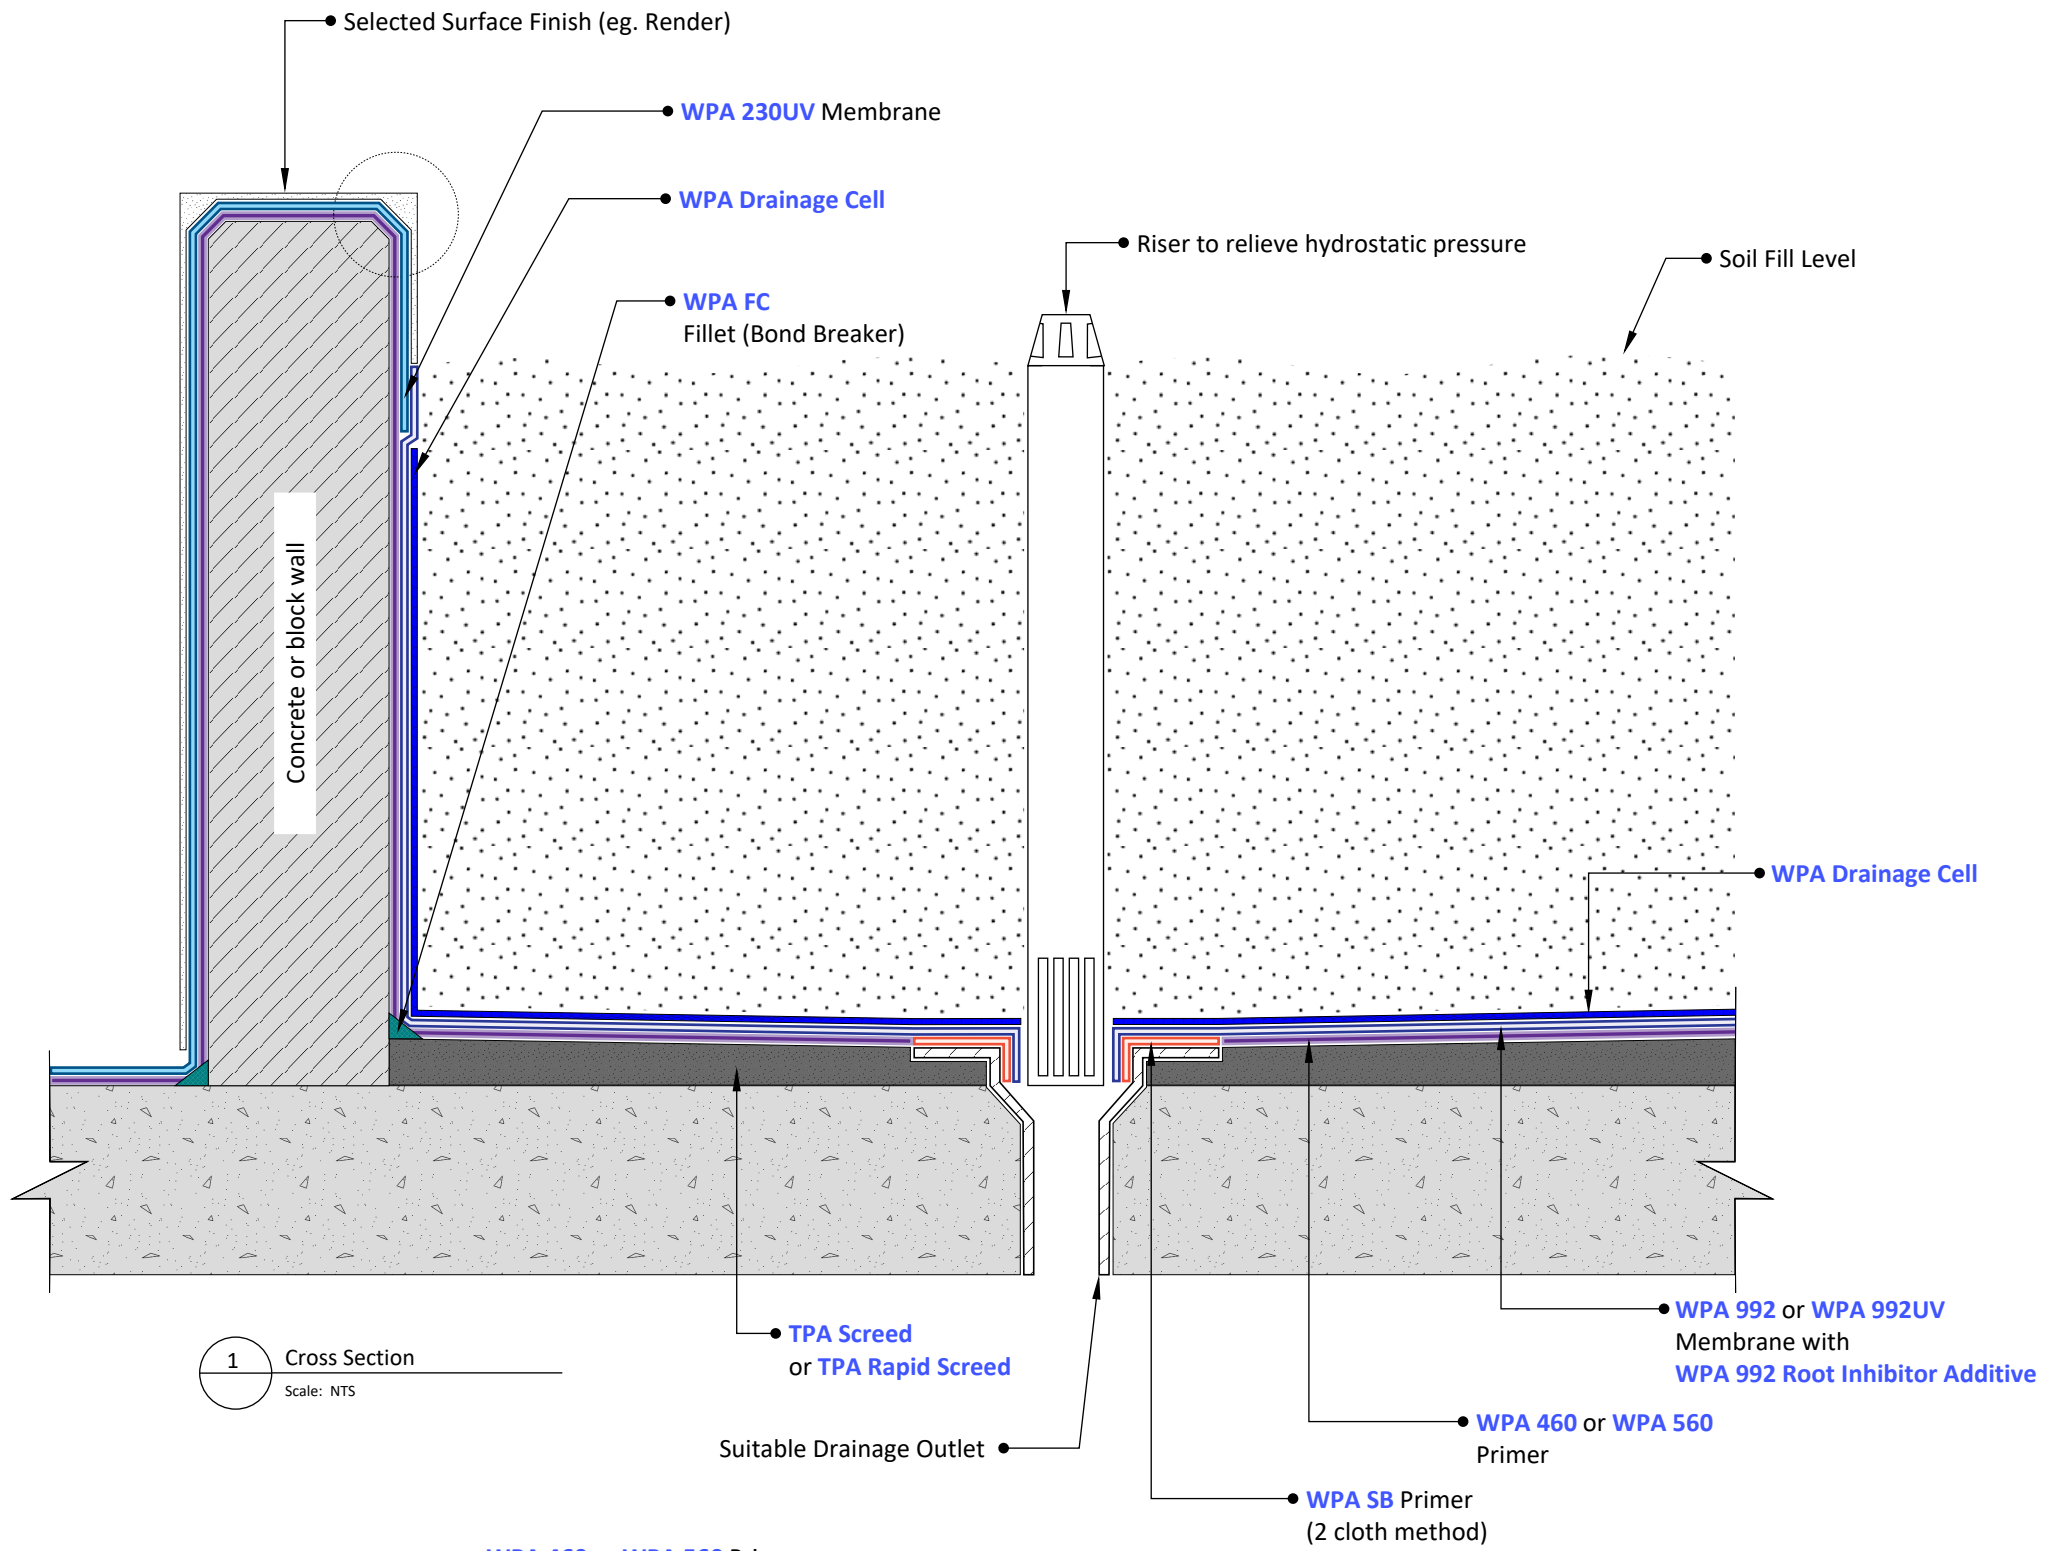 Selected Surface Finish (eg. Render)
WPA 230UV Membrane
WPA Drainage Cell
Riser to relieve hydrostatic pressure
Soil Fill Level
WPA FC
Fillet (Bond Breaker)
Concrete or block wall
WPA Drainage Cell
WPA 992 or WPA 992UV
Membrane with
WPA 992 Root Inhibitor Additive
TPA Screed
or TPA Rapid Screed
1
Cross Section
Scale: NTS
WPA 460 or WPA 560
Primer
Suitable Drainage Outlet
WPA SB Primer
(2 cloth method)